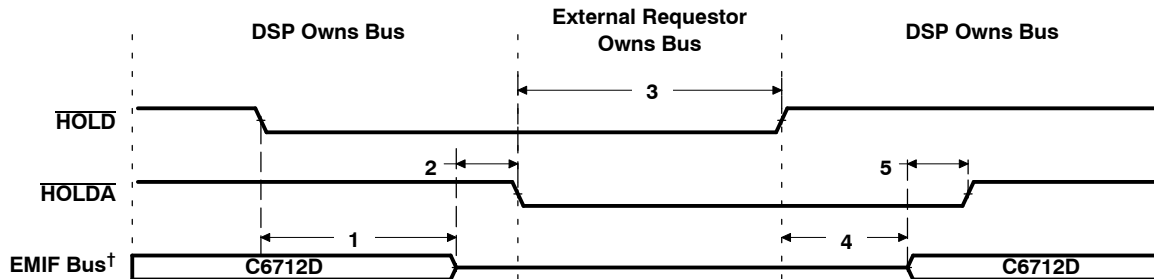 DSP Owns Bus
External Requestor
Owns Bus
DSP Owns Bus
3
HOLD
2
5
HOLDA
1
4
EMIF Bus†
C6712D
C6712D